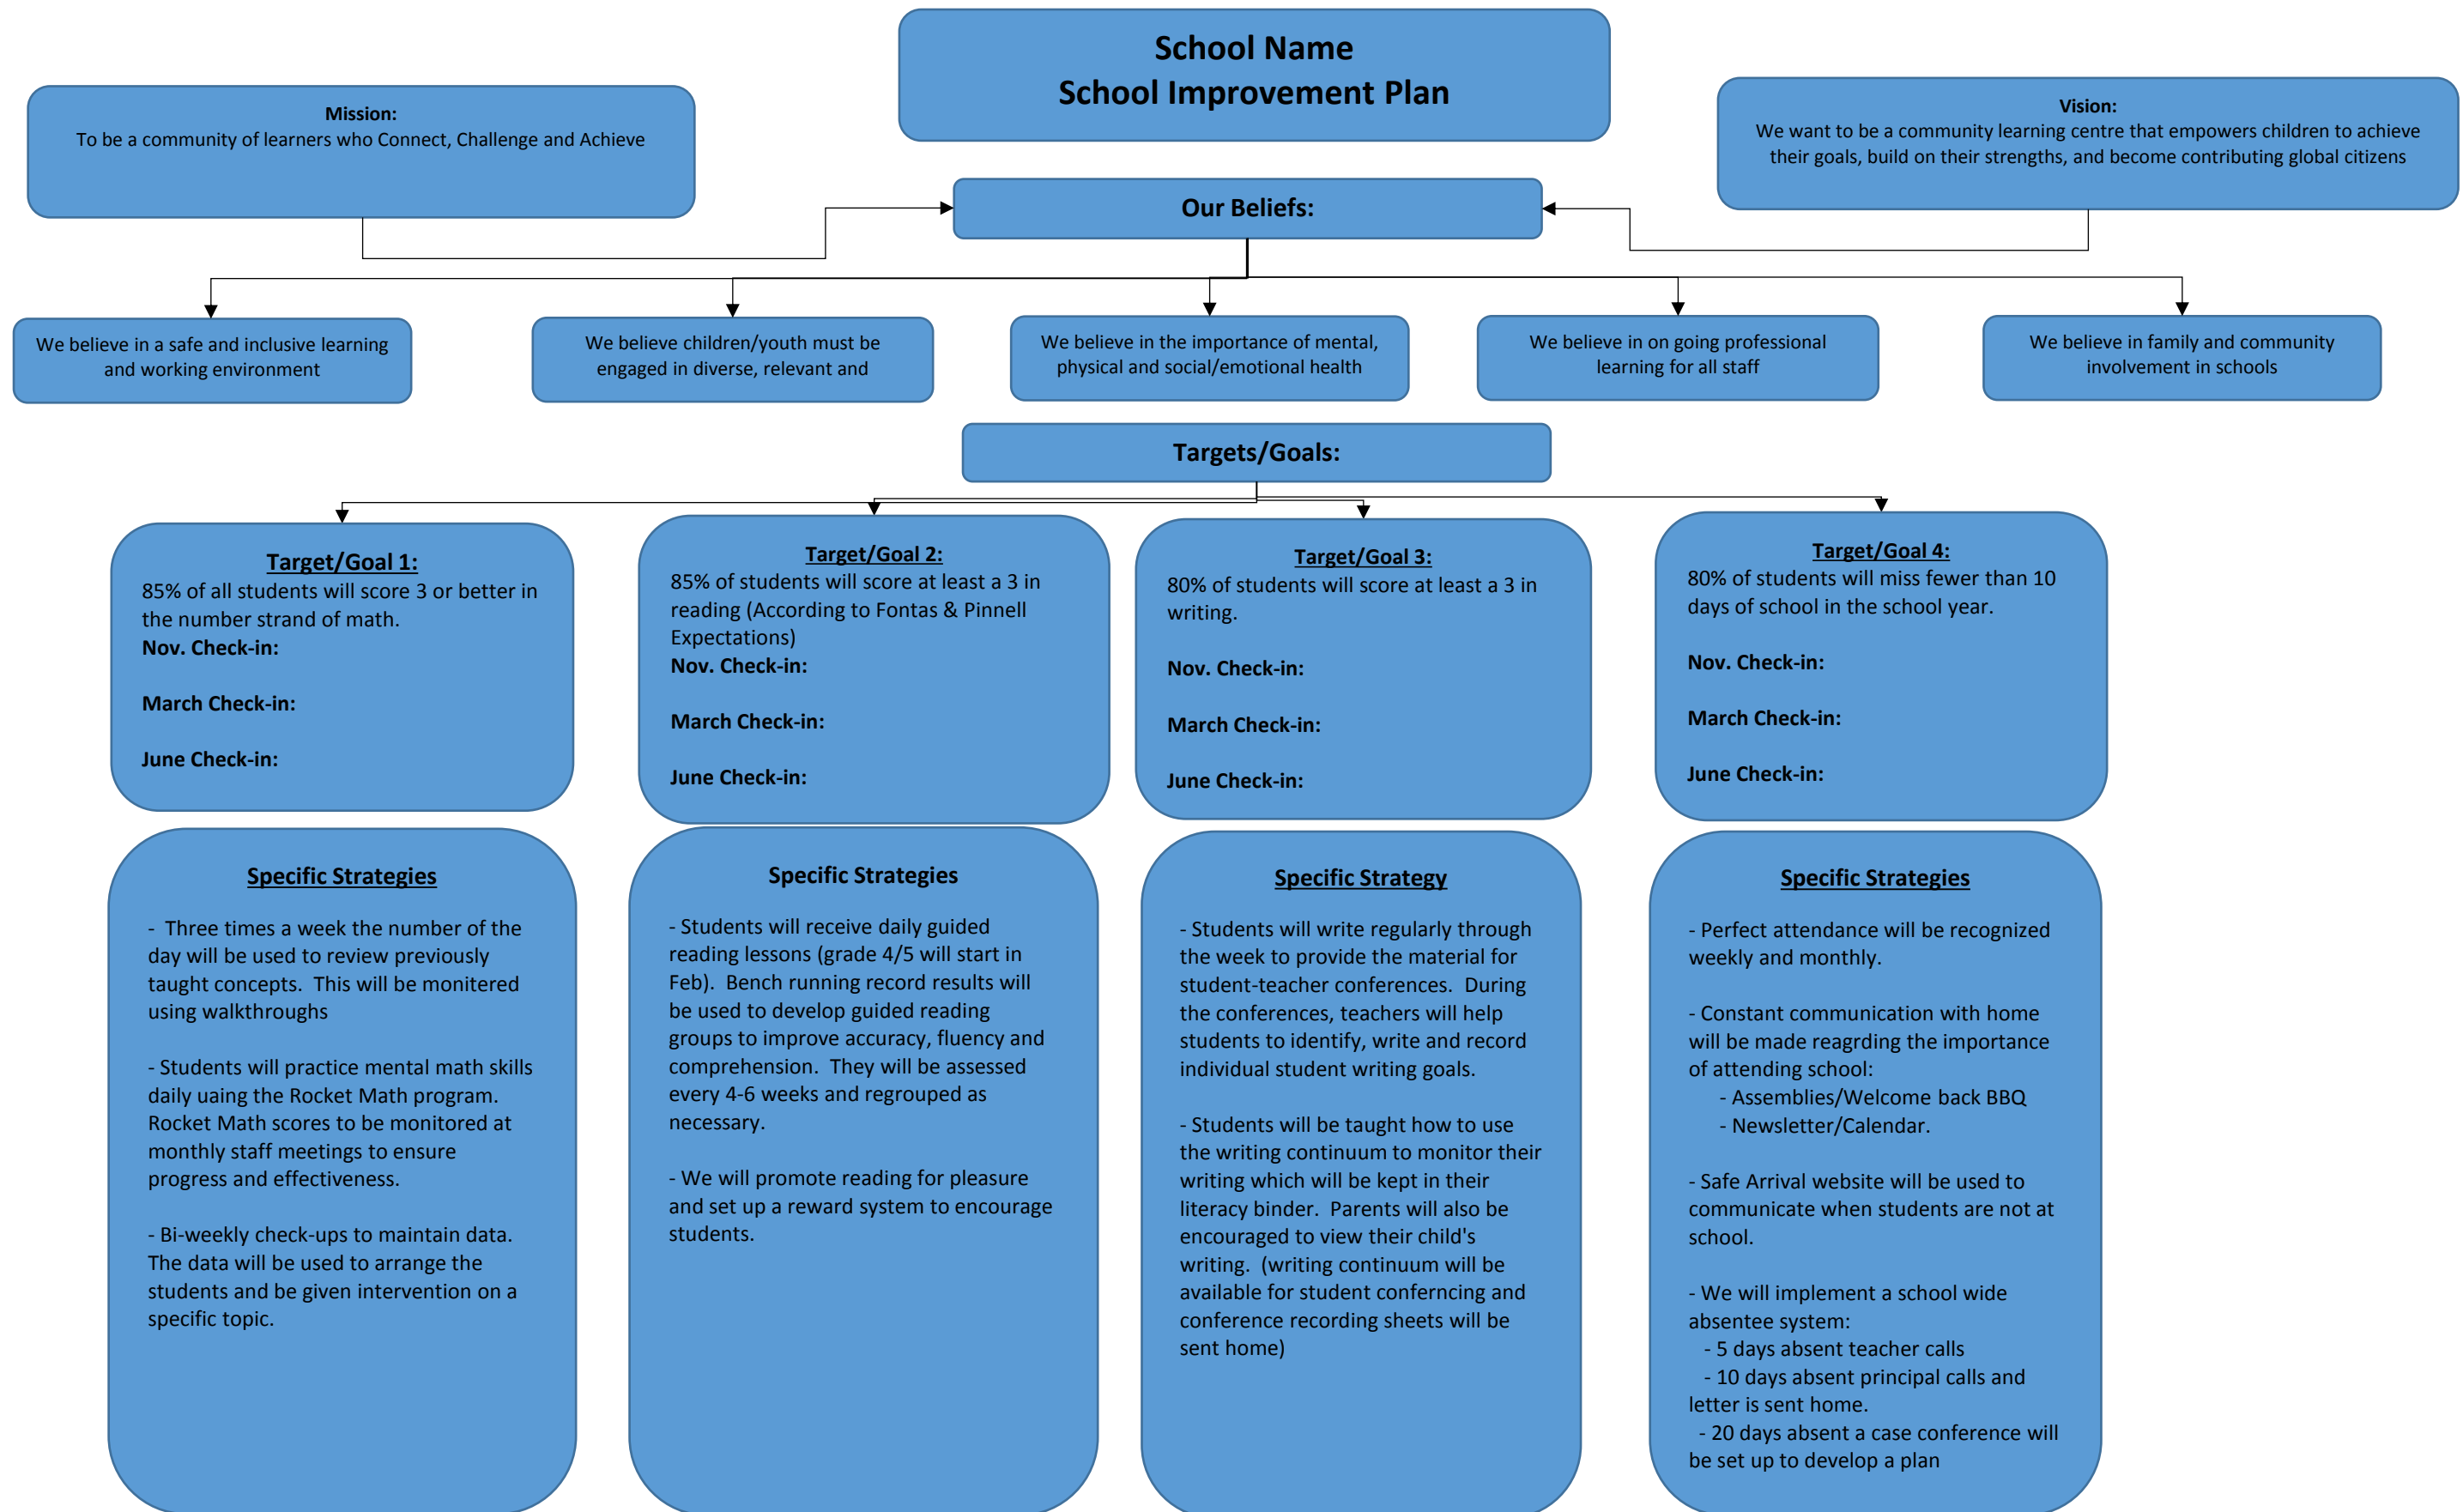 School Name
School Improvement Plan
Mission:
To be a community of learners who Connect, Challenge and Achieve
Vision:
We want to be a community learning centre that empowers children to achieve
their goals, build on their strengths, and become contributing global citizens
Our Beliefs:
We believe in a safe and inclusive learning
and working environment
We believe children/youth must be
engaged in diverse, relevant and
We believe in the importance of mental,
physical and social/emotional health
We believe in on going professional
learning for all staff
We believe in family and community
involvement in schools
Targets/Goals:
Target/Goal 1:
85% of all students will score 3 or better in
the number strand of math.
Nov. Check-in:
March Check-in:
June Check-in:
Target/Goal 2:
85% of students will score at least a 3 in
reading (According to Fontas & Pinnell
Expectations)
Nov. Check-in:
March Check-in:
June Check-in:
Target/Goal 3:
80% of students will score at least a 3 in
writing.
Nov. Check-in:
March Check-in:
June Check-in:
Target/Goal 4:
80% of students will miss fewer than 10
days of school in the school year.
Nov. Check-in:
March Check-in:
June Check-in:
Specific Strategies
- Three times a week the number of the
day will be used to review previously
taught concepts. This will be monitered
using walkthroughs
- Students will practice mental math skills
daily uaing the Rocket Math program.
Rocket Math scores to be monitored at
monthly staff meetings to ensure
progress and effectiveness.
- Bi-weekly check-ups to maintain data.
The data will be used to arrange the
students and be given intervention on a
specific topic.
Specific Strategies
- Students will receive daily guided
reading lessons (grade 4/5 will start in
Feb). Bench running record results will
be used to develop guided reading
groups to improve accuracy, fluency and
comprehension. They will be assessed
every 4-6 weeks and regrouped as
necessary.
- We will promote reading for pleasure
and set up a reward system to encourage
students.
Specific Strategy
- Students will write regularly through
the week to provide the material for
student-teacher conferences. During
the conferences, teachers will help
students to identify, write and record
individual student writing goals.
- Students will be taught how to use
the writing continuum to monitor their
writing which will be kept in their
literacy binder. Parents will also be
encouraged to view their child's
writing. (writing continuum will be
available for student conferncing and
conference recording sheets will be
sent home)
Specific Strategies
- Perfect attendance will be recognized
weekly and monthly.
- Constant communication with home
will be made reagrding the importance
of attending school:
- Assemblies/Welcome back BBQ
- Newsletter/Calendar.
- Safe Arrival website will be used to
communicate when students are not at
school.
- We will implement a school wide
absentee system:
- 5 days absent teacher calls
- 10 days absent principal calls and
letter is sent home.
- 20 days absent a case conference will
be set up to develop a plan